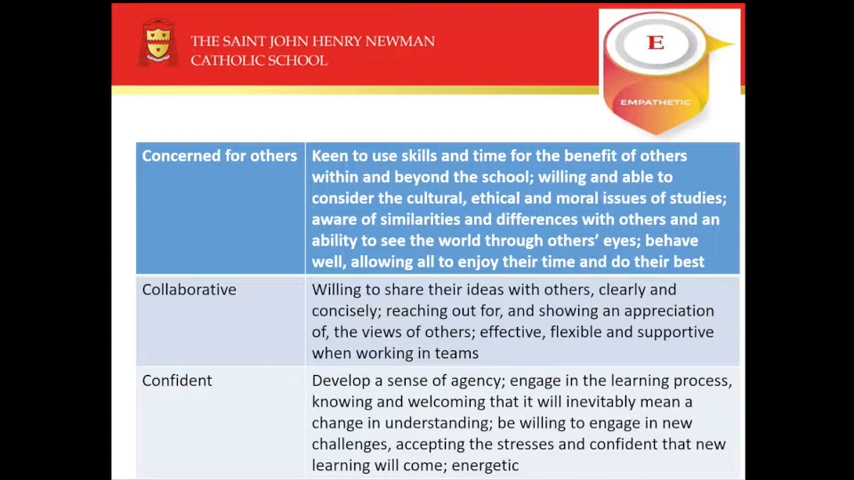 THE SAINT JOHN HENRY NEWMAN
CATHOLIC SCHOOL
E
EMPATHETIC
Concerned for others
Keen to use skills and time for the benefit of others
within and beyond the school; willing and able to
consider the cultural, ethical and moral issues of studies;
aware of similarities and differences with others and an
ability to see the world through others' eyes; behave
well, allowing all to enjoy their time and do their best
Collaborative
Willing to share their ideas with others, clearly and
concisely; reaching out for, and showing an appreciation
of, the views of others; effective, flexible and supportive
when working in teams
Confident
Develop a sense of agency; engage in the learning process,
knowing and welcoming that it will inevitably mean a
change in understanding; be willing to engage in new
challenges, accepting the stresses and confident that new
learning will come; energetic